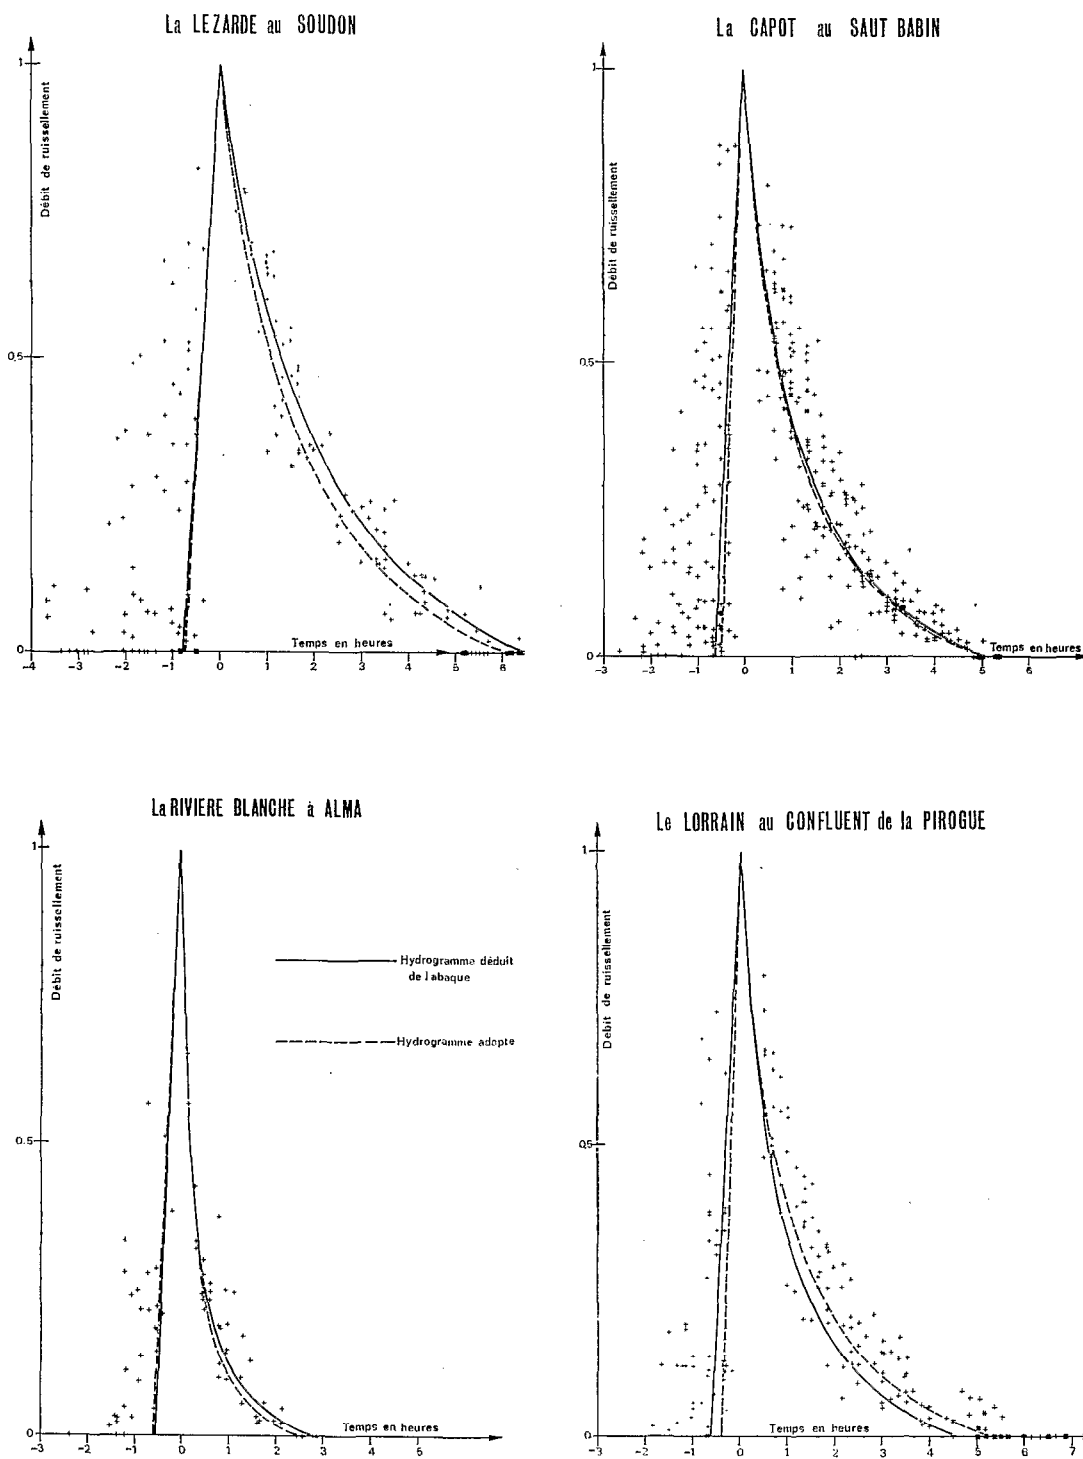 La LEZARDE au SOUDON
1
Débit de ruissellement
0,5
0
Temps en heures
-4 -3 -2 -1 0 1 2 3 4 5 6
La CAPOT au SAUT BABIN
1
Débit de ruissellement
0,5
0
Temps en heures
-3 -2 -1 0 1 2 3 4 5 6
La RIVIERE BLANCHE à ALMA
1
Débit de ruissellement
0,5
0
Hydrogramme déduit
de l'abaque
Hydrogramme adopte
Temps en heures
-3 -2 -1 0 1 2 3 4 5
Le LORRAIN au CONFLUENT de la PIROGUE
1
Débit de ruissellement
0,5
0
Temps en heures
-3 -2 -1 0 1 2 3 4 5 6 7